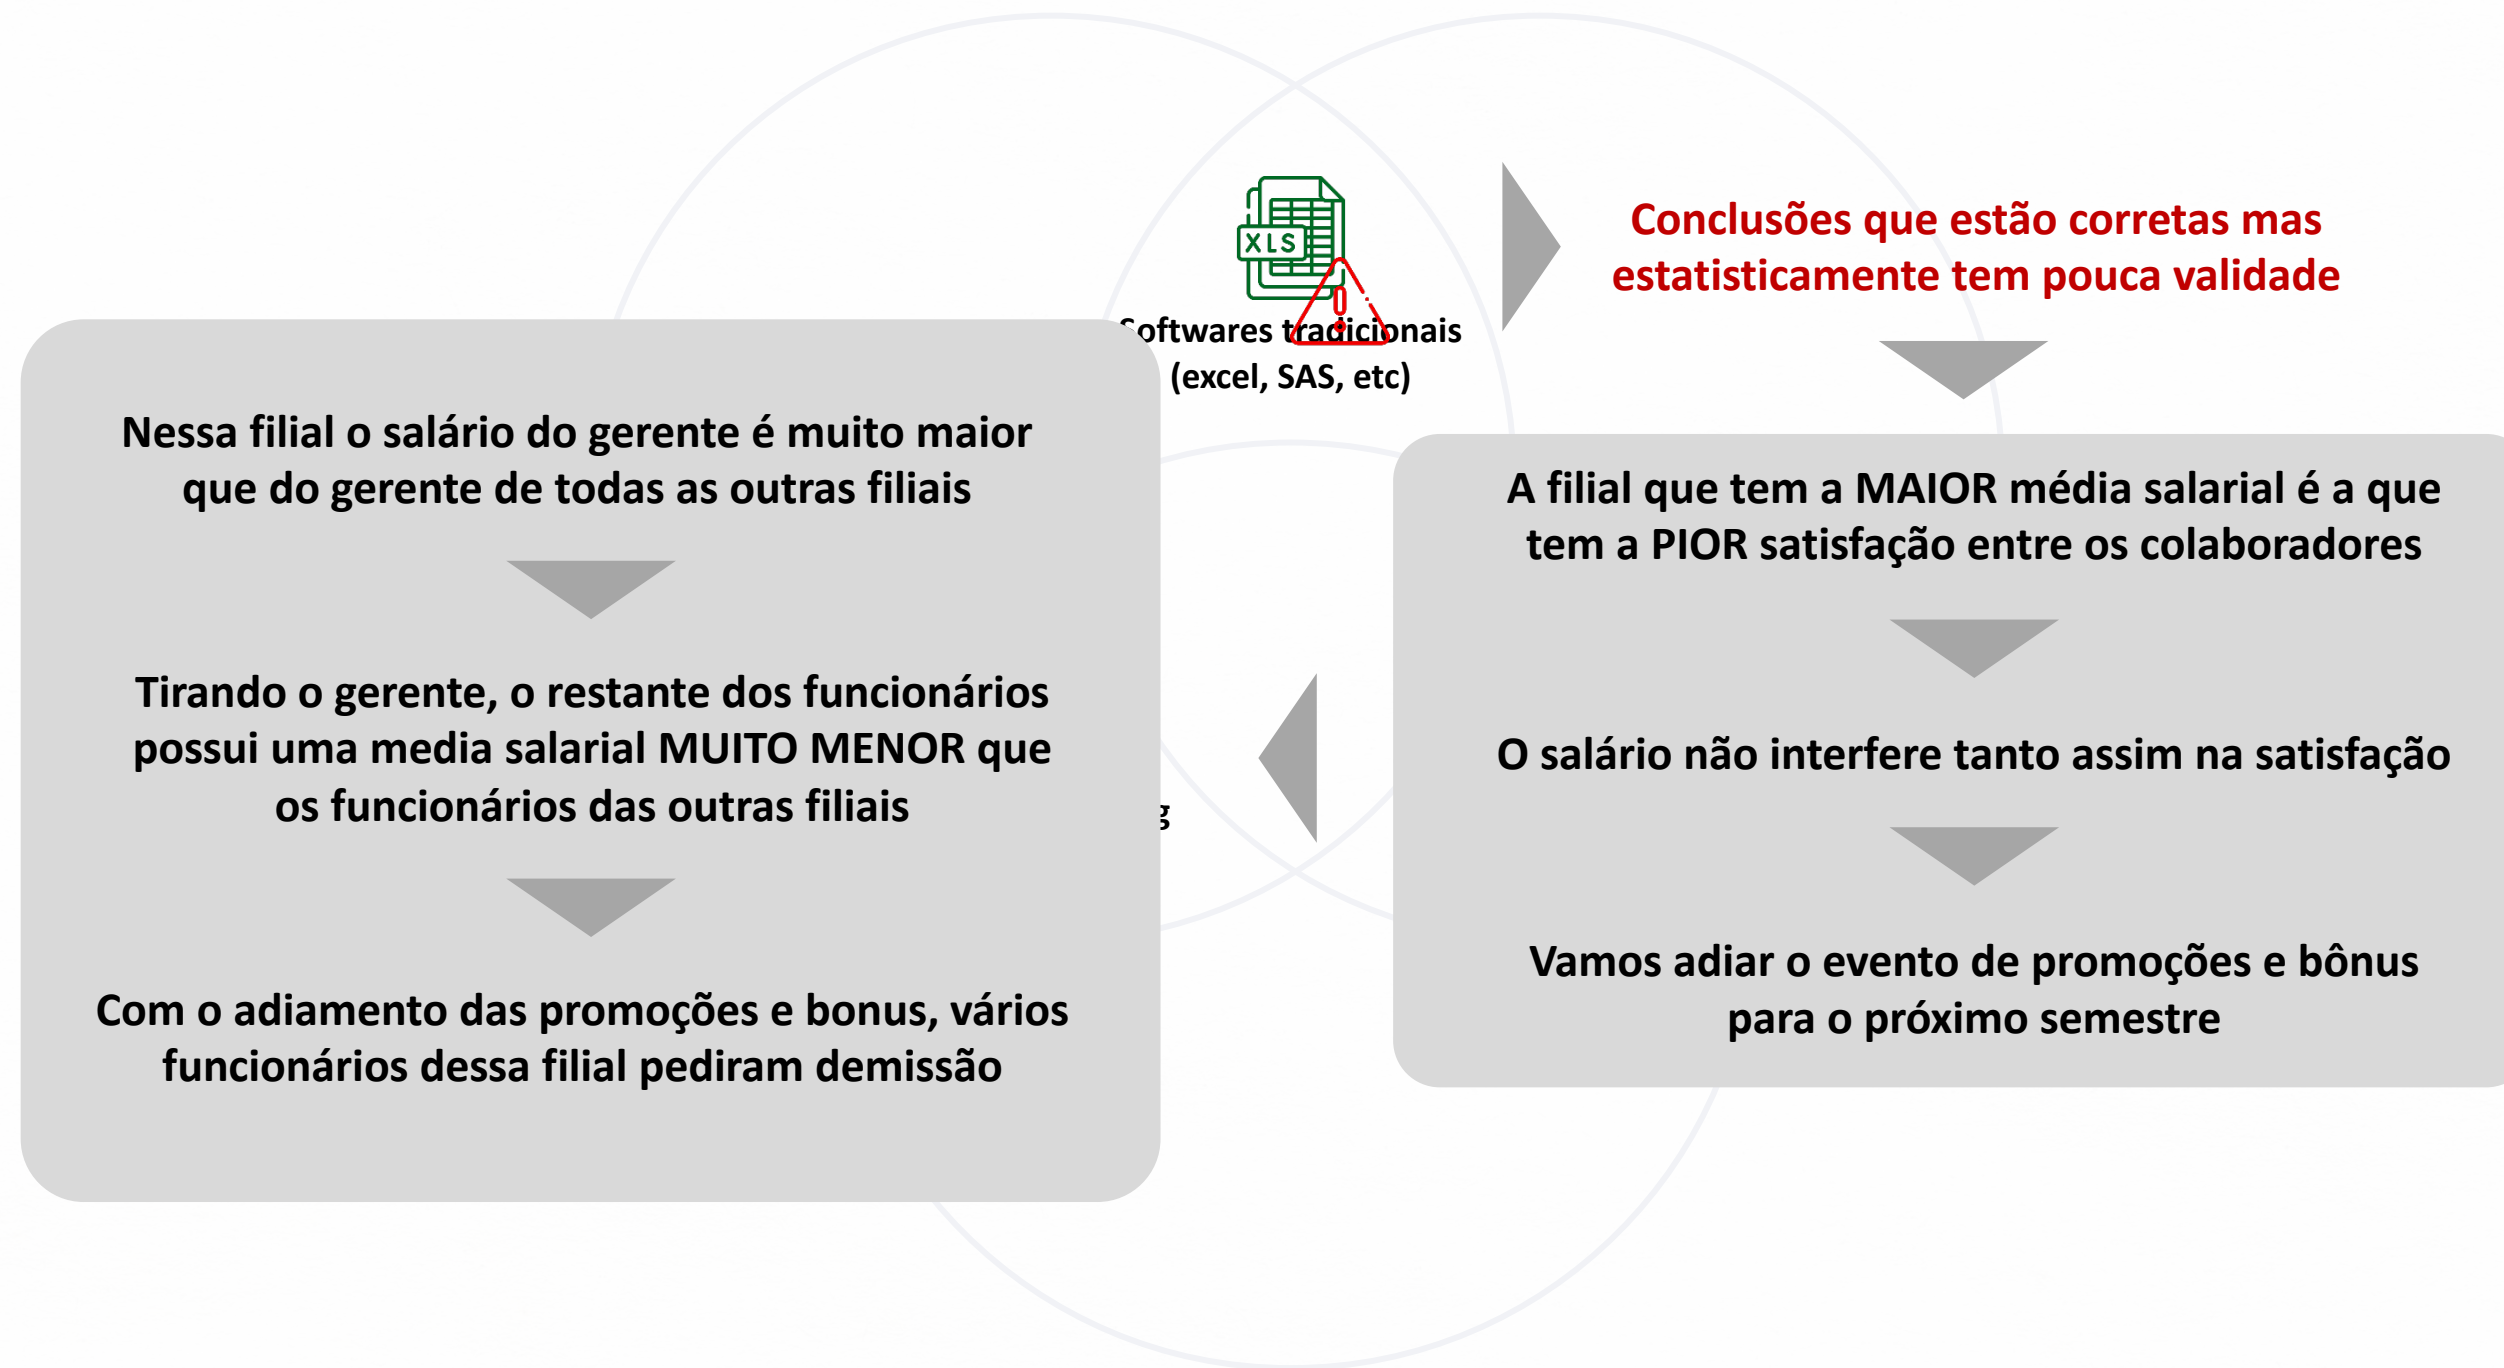 XLS
Softwares tradicionais
(excel, SAS, etc)
Conclusões que estão corretas mas
estatisticamente tem pouca validade
A filial que tem a MAIOR média salarial é a que
tem a PIOR satisfação entre os colaboradores
O salário não interfere tanto assim na satisfação
Vamos adiar o evento de promoções e bônus
para o próximo semestre
Nessa filial o salário do gerente é muito maior
que do gerente de todas as outras filiais
Tirando o gerente, o restante dos funcionários
possui uma media salarial MUITO MENOR que
os funcionários das outras filiais
Com o adiamento das promoções e bonus, vários
funcionários dessa filial pediram demissão